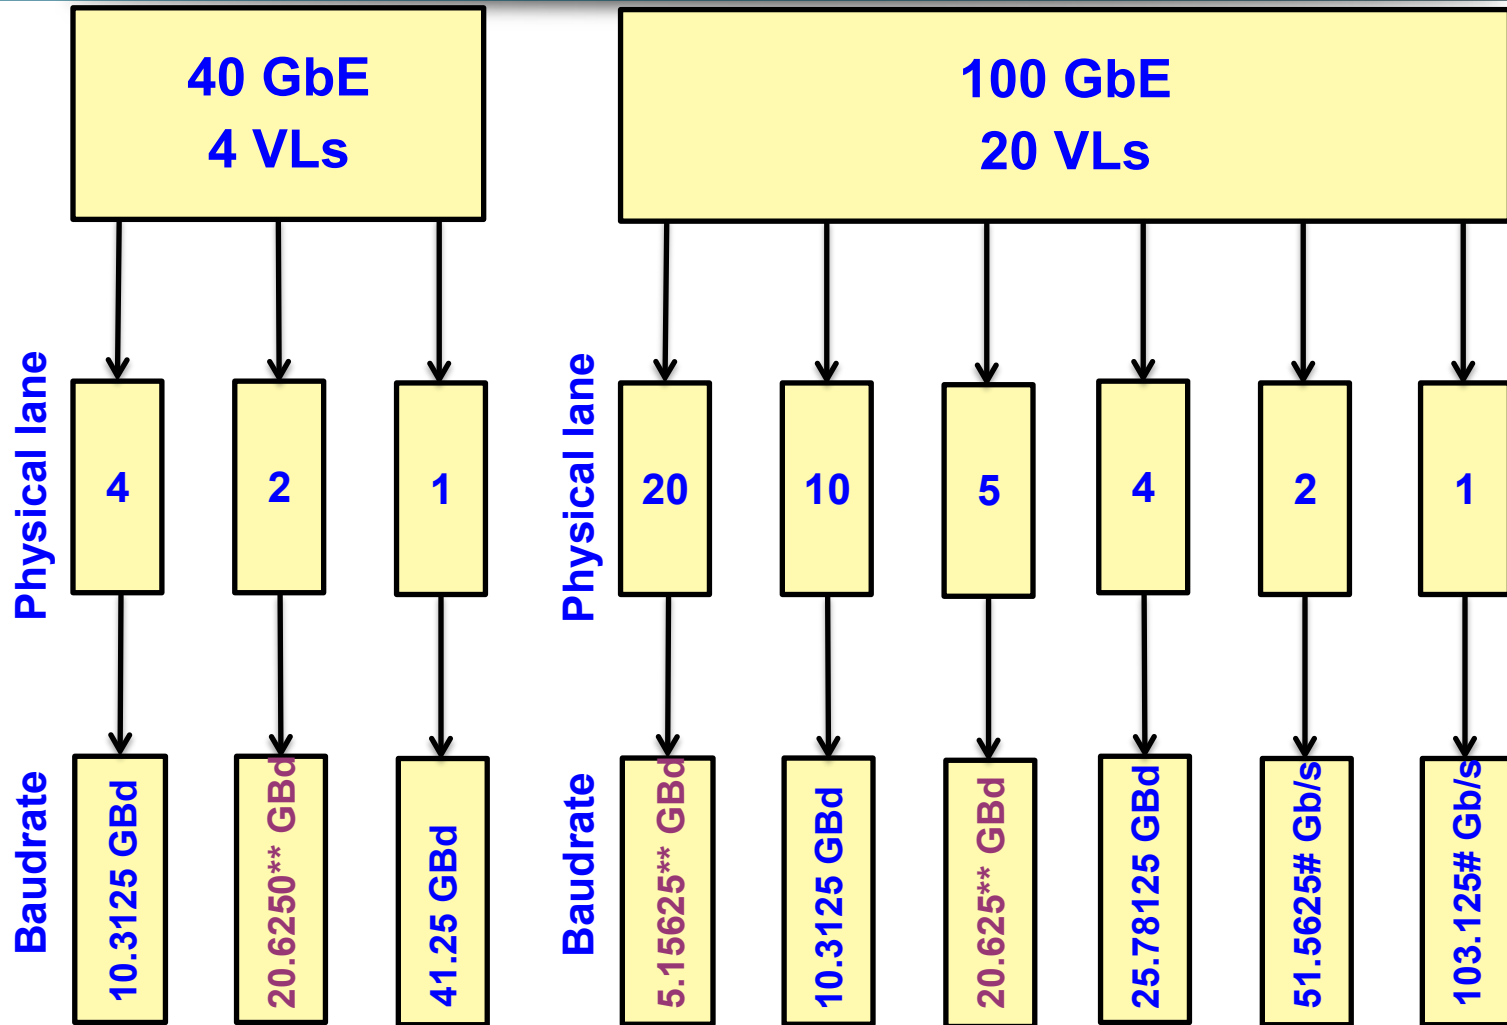 40 GbE
4 VLs
100 GbE
20 VLs
Physical lane
4
2
1
Physical lane
20
10
5
4
2
1
Baudrate
10.3125 GBd
20.6250** GBd
41.25 GBd
Baudrate
5.15625** GBd
10.3125 GBd
20.625** GBd
25.78125 GBd
51.5625# Gb/s
103.125# Gb/s